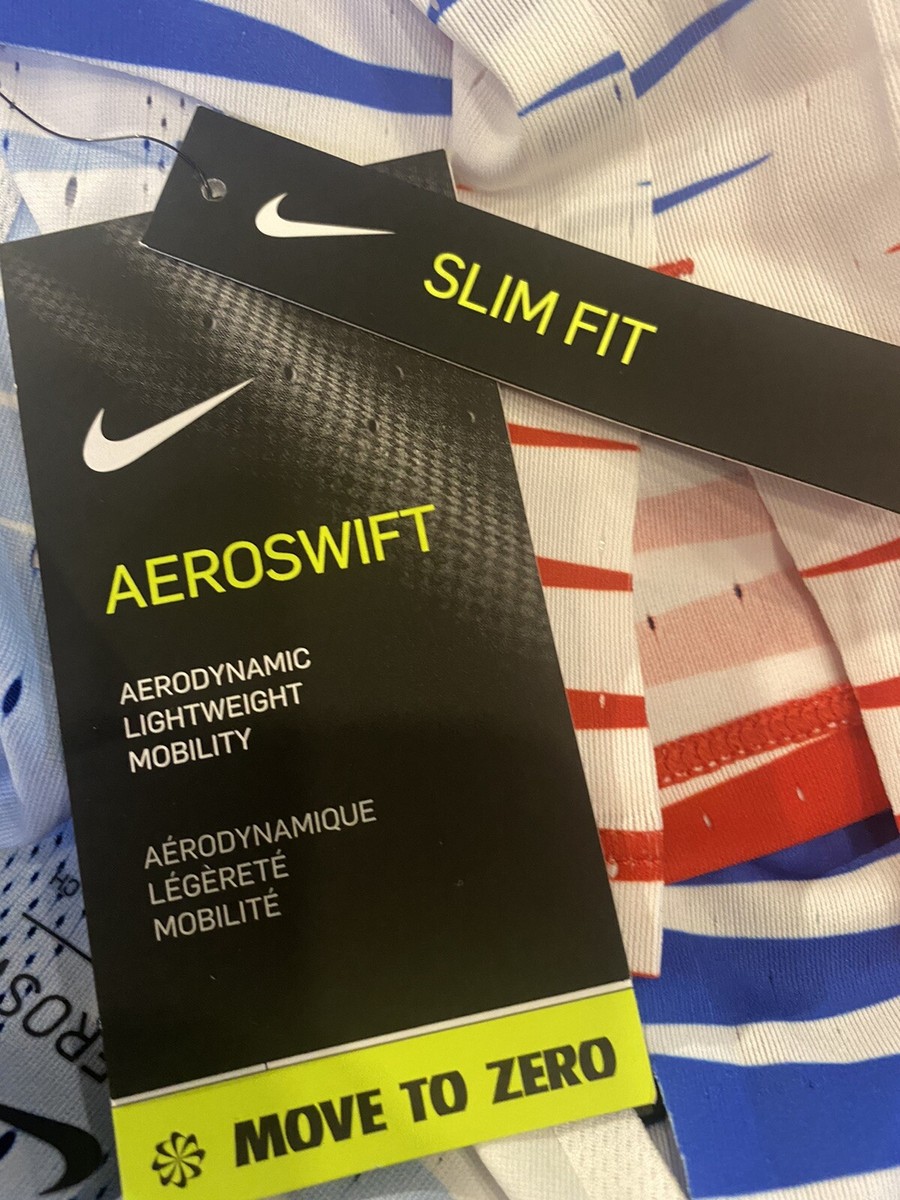 SLIM FIT
AEROSWIFT
AERODYNAMIC
LIGHTWEIGHT
MOBILITY
AÉRODYNAMIQUE
LÉGÈRETÉ
MOBILITÉ
MOVE TO ZERO